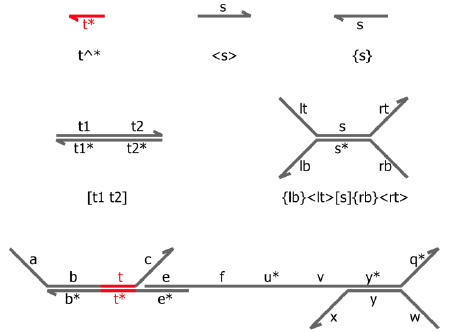 s
t* s
t^* <s> {s}
t1 t2
t1* t2*
lt s rt
s*
lb rb
[t1 t2] {lb}<lt>[s]{rb}<rt>
a c q*
b t e f u* v y*
b* t* e* y
x w